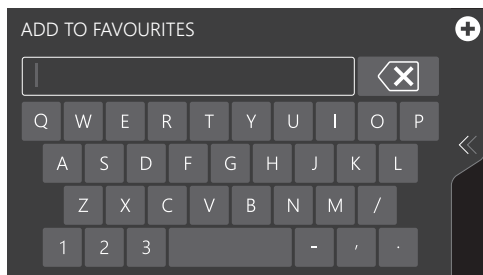 ADD TO FAVOURITES
Q W E R T Y U I O P
A S D F G H J K L
Z X C V B N M /
1 2 3 - , .